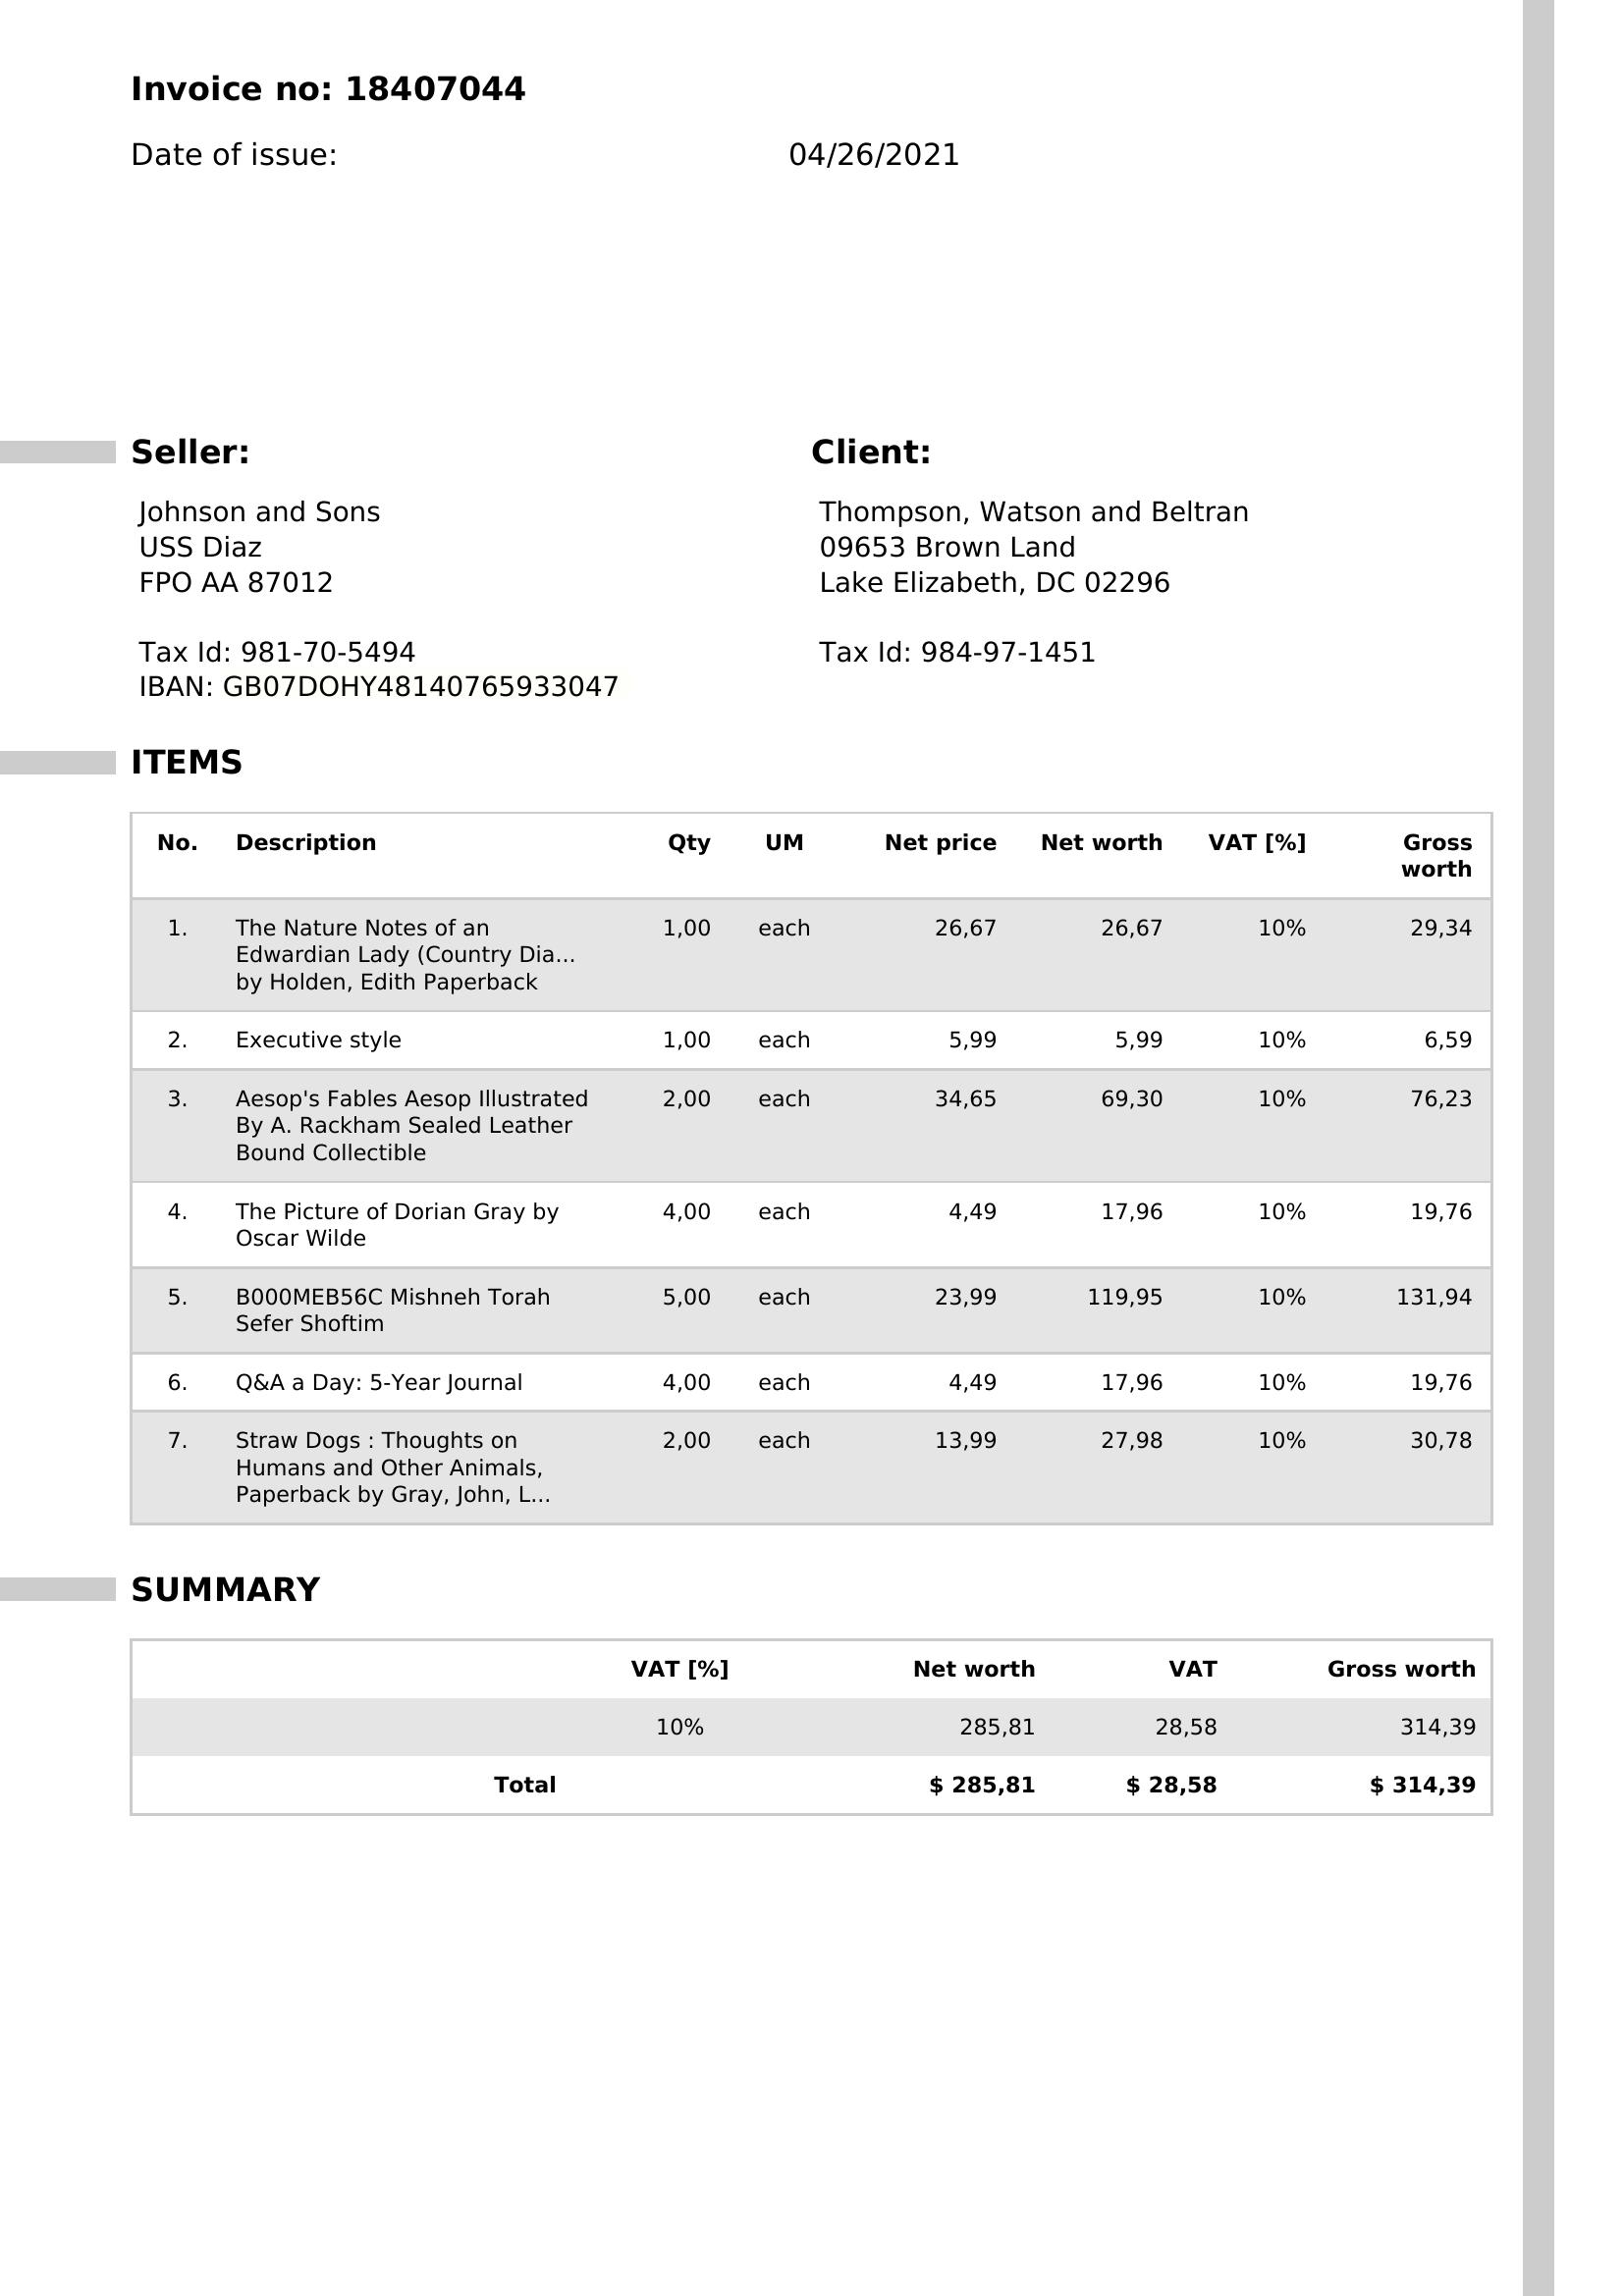 Invoice no: 18407044
Date of issue: 04/26/2021
Seller:
Johnson and Sons
USS Diaz
FPO AA 87012
Tax Id: 981-70-5494
IBAN: GB07DOHY48140765933047
Client:
Thompson, Watson and Beltran
09653 Brown Land
Lake Elizabeth, DC 02296
Tax Id: 984-97-1451
ITEMS
No. Description Qty UM Net price Net worth VAT [%] Gross
worth
1. The Nature Notes of an 1,00 each 26,67 26,67 10% 29,34
Edwardian Lady (Country Dia...
by Holden, Edith Paperback
2. Executive style 1,00 each 5,99 5,99 10% 6,59
3. Aesop's Fables Aesop Illustrated 2,00 each 34,65 69,30 10% 76,23
By A. Rackham Sealed Leather
Bound Collectible
4. The Picture of Dorian Gray by 4,00 each 4,49 17,96 10% 19,76
Oscar Wilde
5. B000MEB56C Mishneh Torah 5,00 each 23,99 119,95 10% 131,94
Sefer Shoftim
6. Q&A a Day: 5-Year Journal 4,00 each 4,49 17,96 10% 19,76
7. Straw Dogs : Thoughts on 2,00 each 13,99 27,98 10% 30,78
Humans and Other Animals,
Paperback by Gray, John, L...
SUMMARY
VAT [%] Net worth VAT Gross worth
10% 285,81 28,58 314,39
Total $ 285,81 $ 28,58 $ 314,39